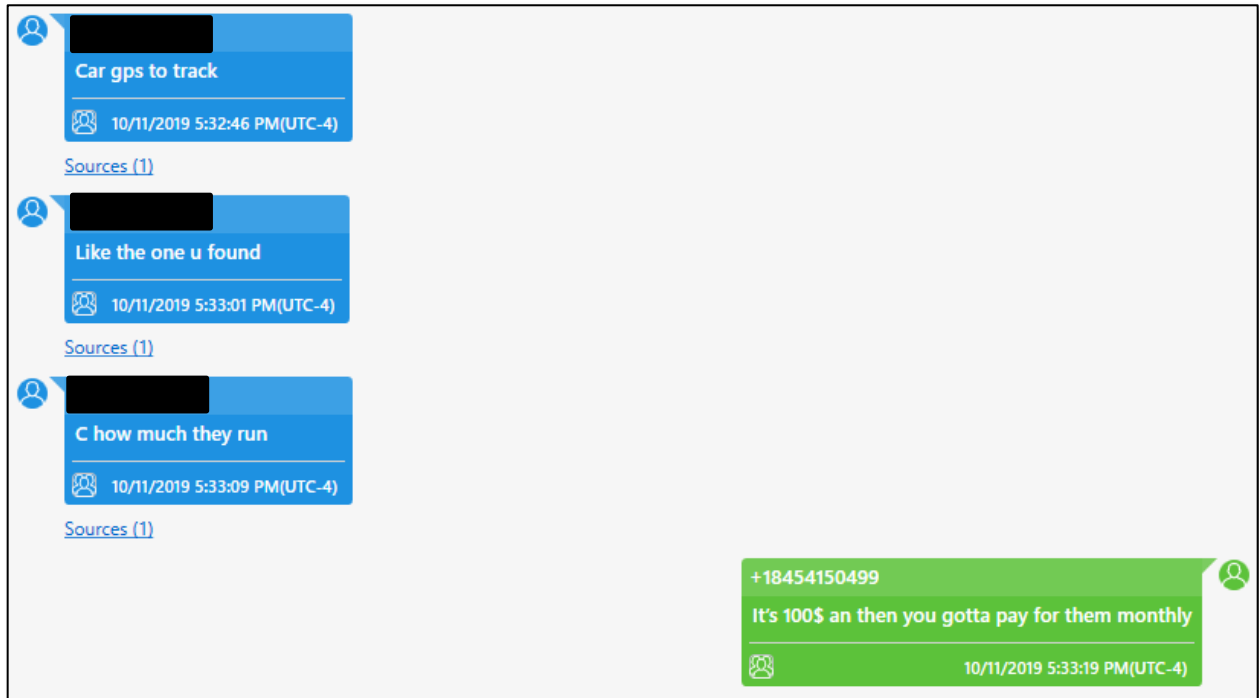 Car gps to track
10/11/2019 5:32:46 PM(UTC-4)
Sources (1)
Like the one u found
10/11/2019 5:33:01 PM(UTC-4)
Sources (1)
C how much they run
10/11/2019 5:33:09 PM(UTC-4)
Sources (1)
+18454150499
It's 100$ an then you gotta pay for them monthly
10/11/2019 5:33:19 PM(UTC-4)